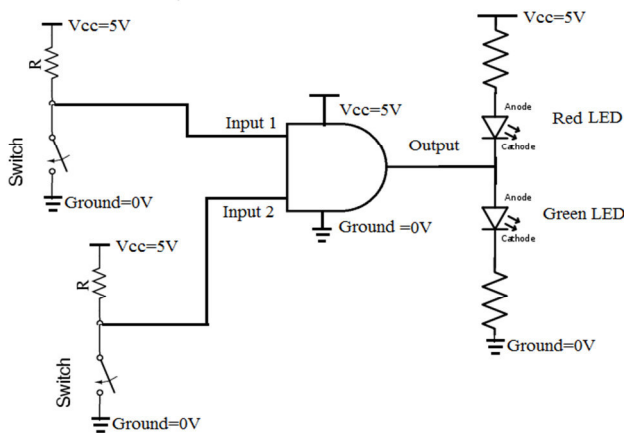 Vcc=5V
R
Switch
Ground=0V
Vcc=5V
R
Switch
Ground=0V
Input 1
Input 2
Vcc=5V
Ground =0V
Output
Vcc=5V
Anode
Cathode
Red LED
Anode
Cathode
Green LED
Ground=0V